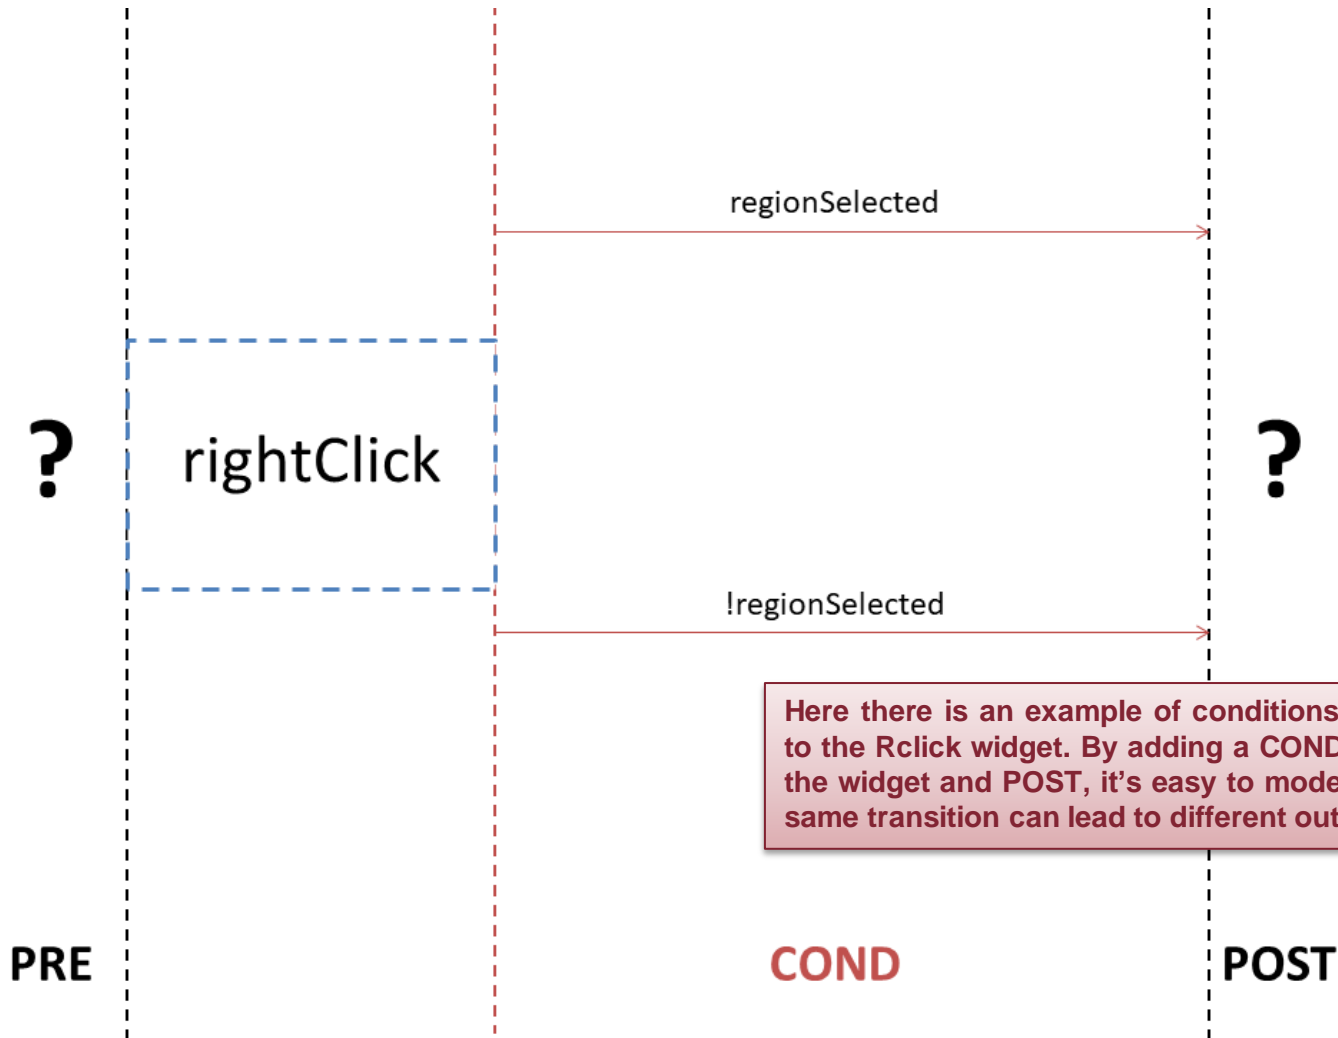 regionSelected
? rightClick ?
!regionSelected
Here there is an example of conditions
to the Rclick widget. By adding a COND
the widget and POST, it's easy to mode
same transition can lead to different out
PRE COND POST